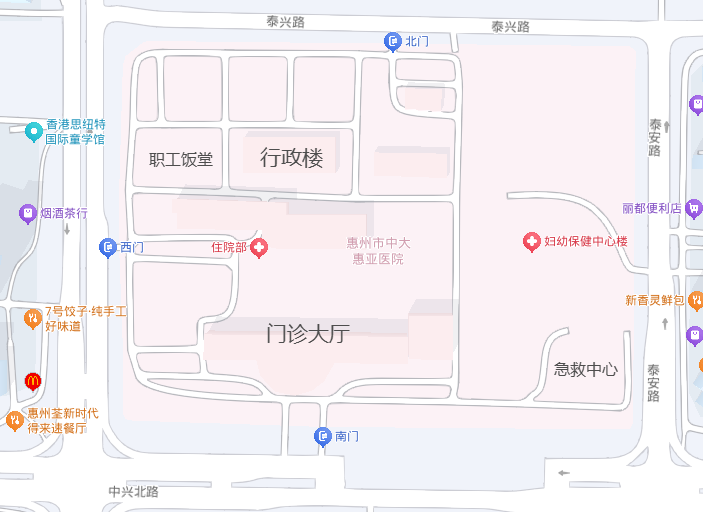 泰兴路
泰兴路
北门
香港思纽特
国际童学馆
泰安路
职工饭堂
行政楼
烟酒茶行
丽都便利店
西门
住院部
惠州市中大
惠亚医院
妇幼保健中心楼
新香灵鲜包
7号饺子·纯手工
好味道
门诊大厅
急救中心
泰安路
惠州荃新时代
得来速餐厅
南门
中兴北路